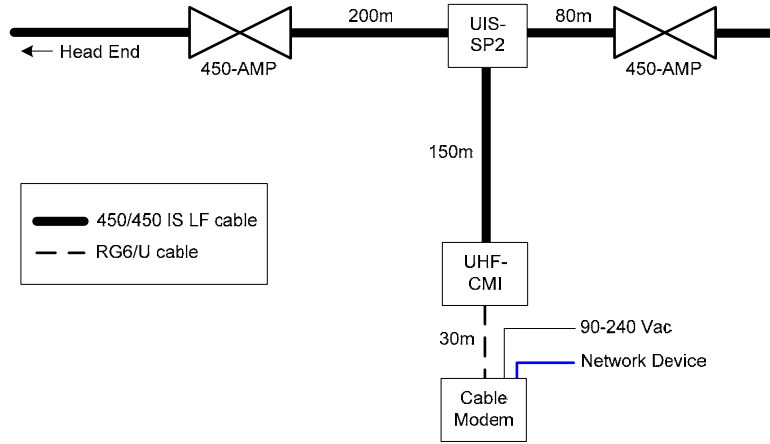 200m
UIS-
SP2
80m
Head End
450-AMP
450-AMP
150m
450/450 IS LF cable
RG6/U cable
UHF-
CMI
30m
90-240 Vac
Network Device
Cable
Modem